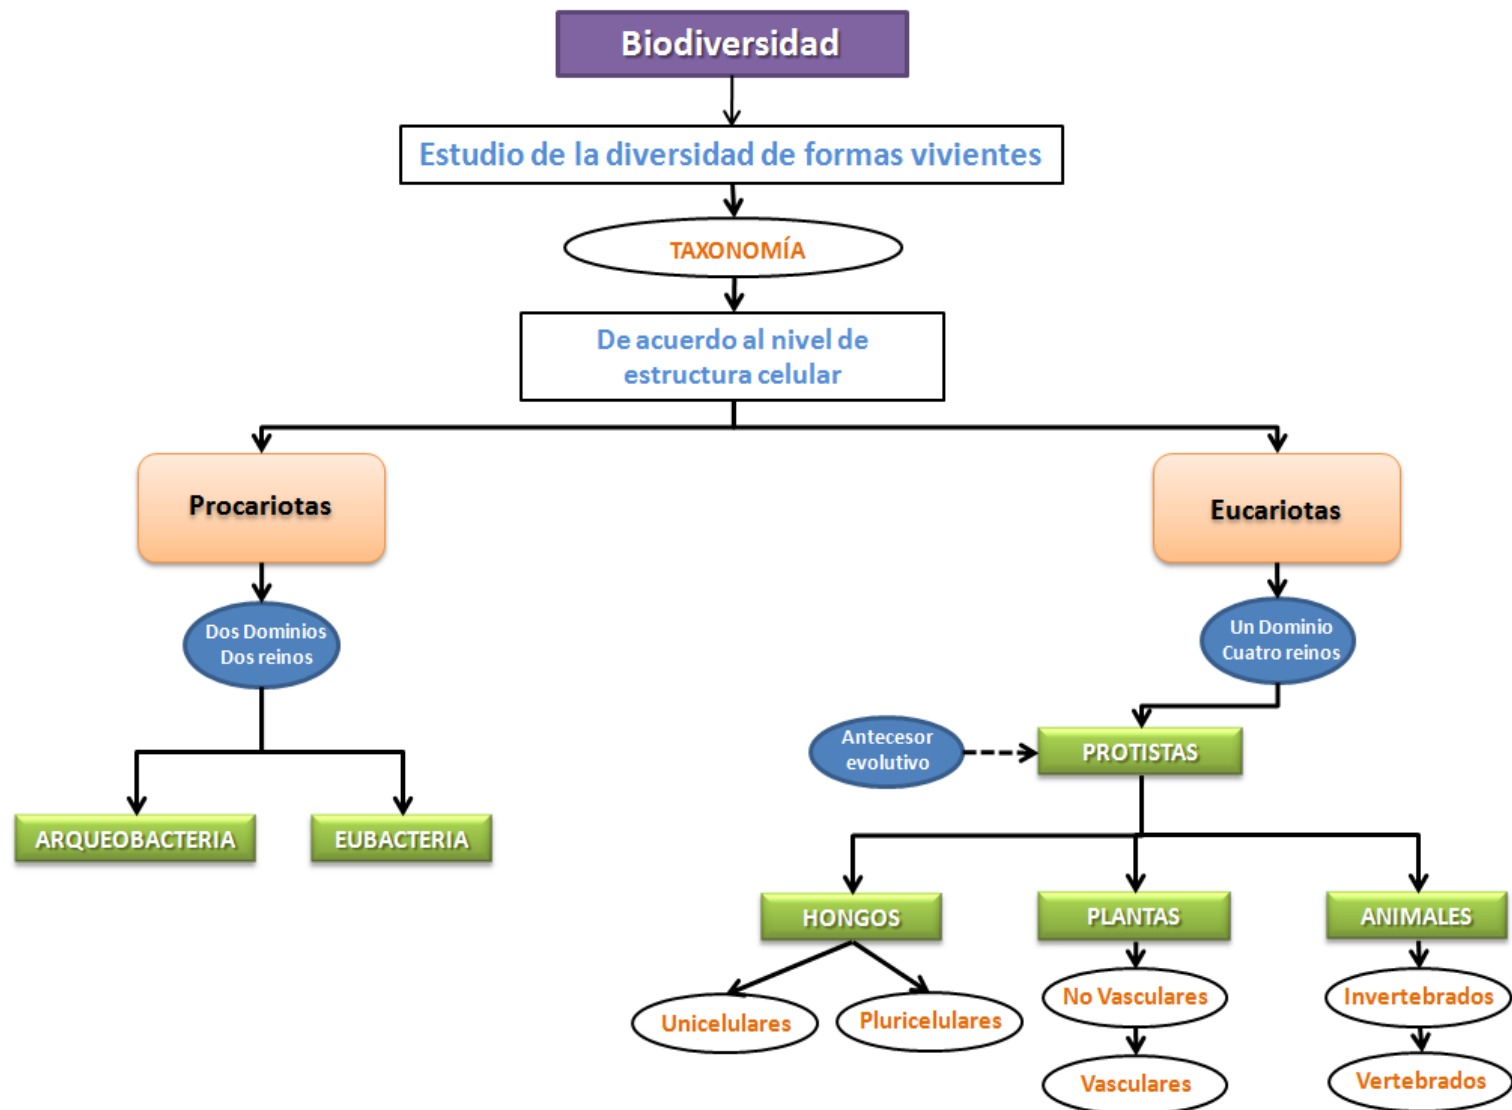 Biodiversidad
Estudio de la diversidad de formas vivientes
TAXONOMÍA
De acuerdo al nivel de
estructura celular
Procariotas
Eucariotas
Dos Dominios
Dos reinos
Un Dominio
Cuatro reinos
Antecesor
evolutivo
PROTISTAS
ARQUEOBACTERIA
EUBACTERIA
HONGOS
PLANTAS
ANIMALES
Unicelulares
Pluricelulares
No Vasculares
Invertebrados
Vasculares
Vertebrados